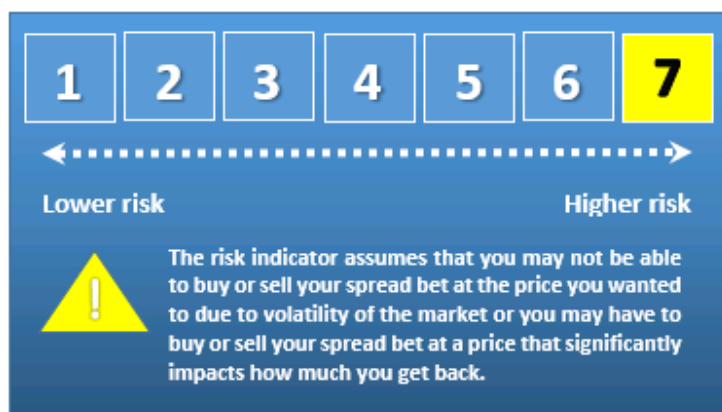 1 2 3 4 5 6 7
Lower risk Higher risk
!
The risk indicator assumes that you may not be able
to buy or sell your spread bet at the price you wanted
to due to volatility of the market or you may have to
buy or sell your spread bet at a price that significantly
impacts how much you get back.